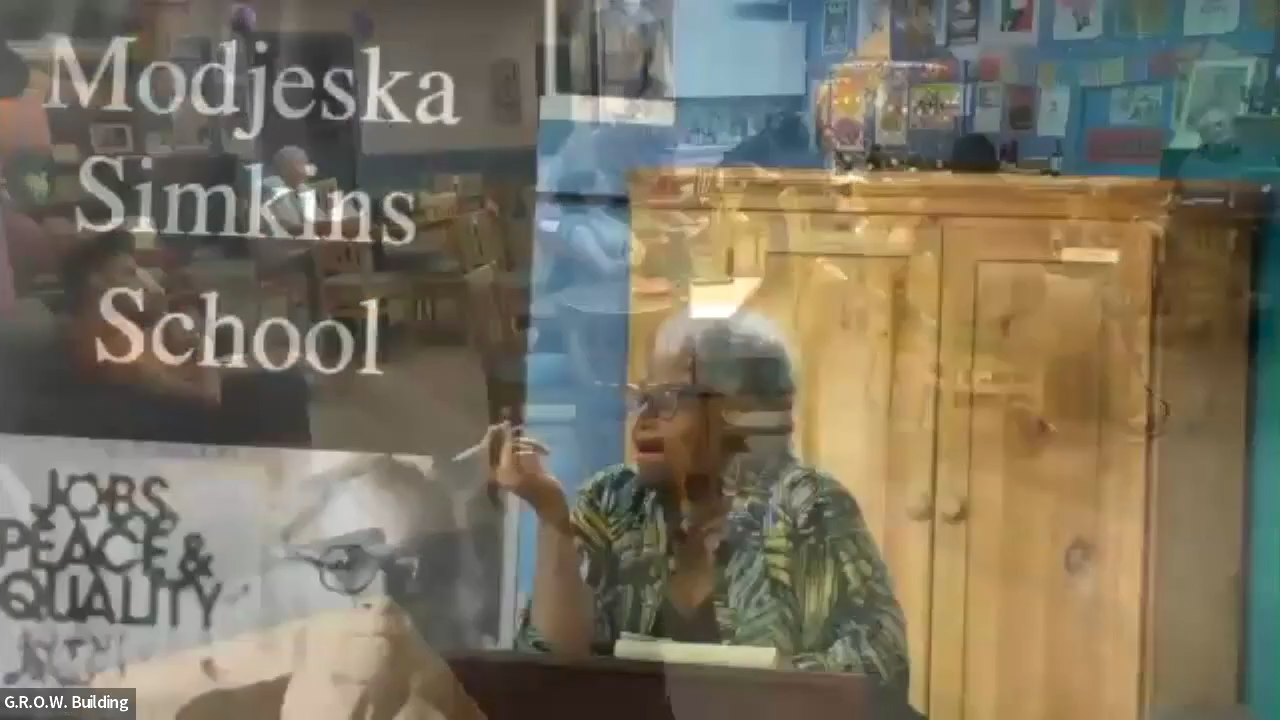 Modjeska
Simkins
School
JOBS
PEACE &
QUALITY
G.R.O.W. Building